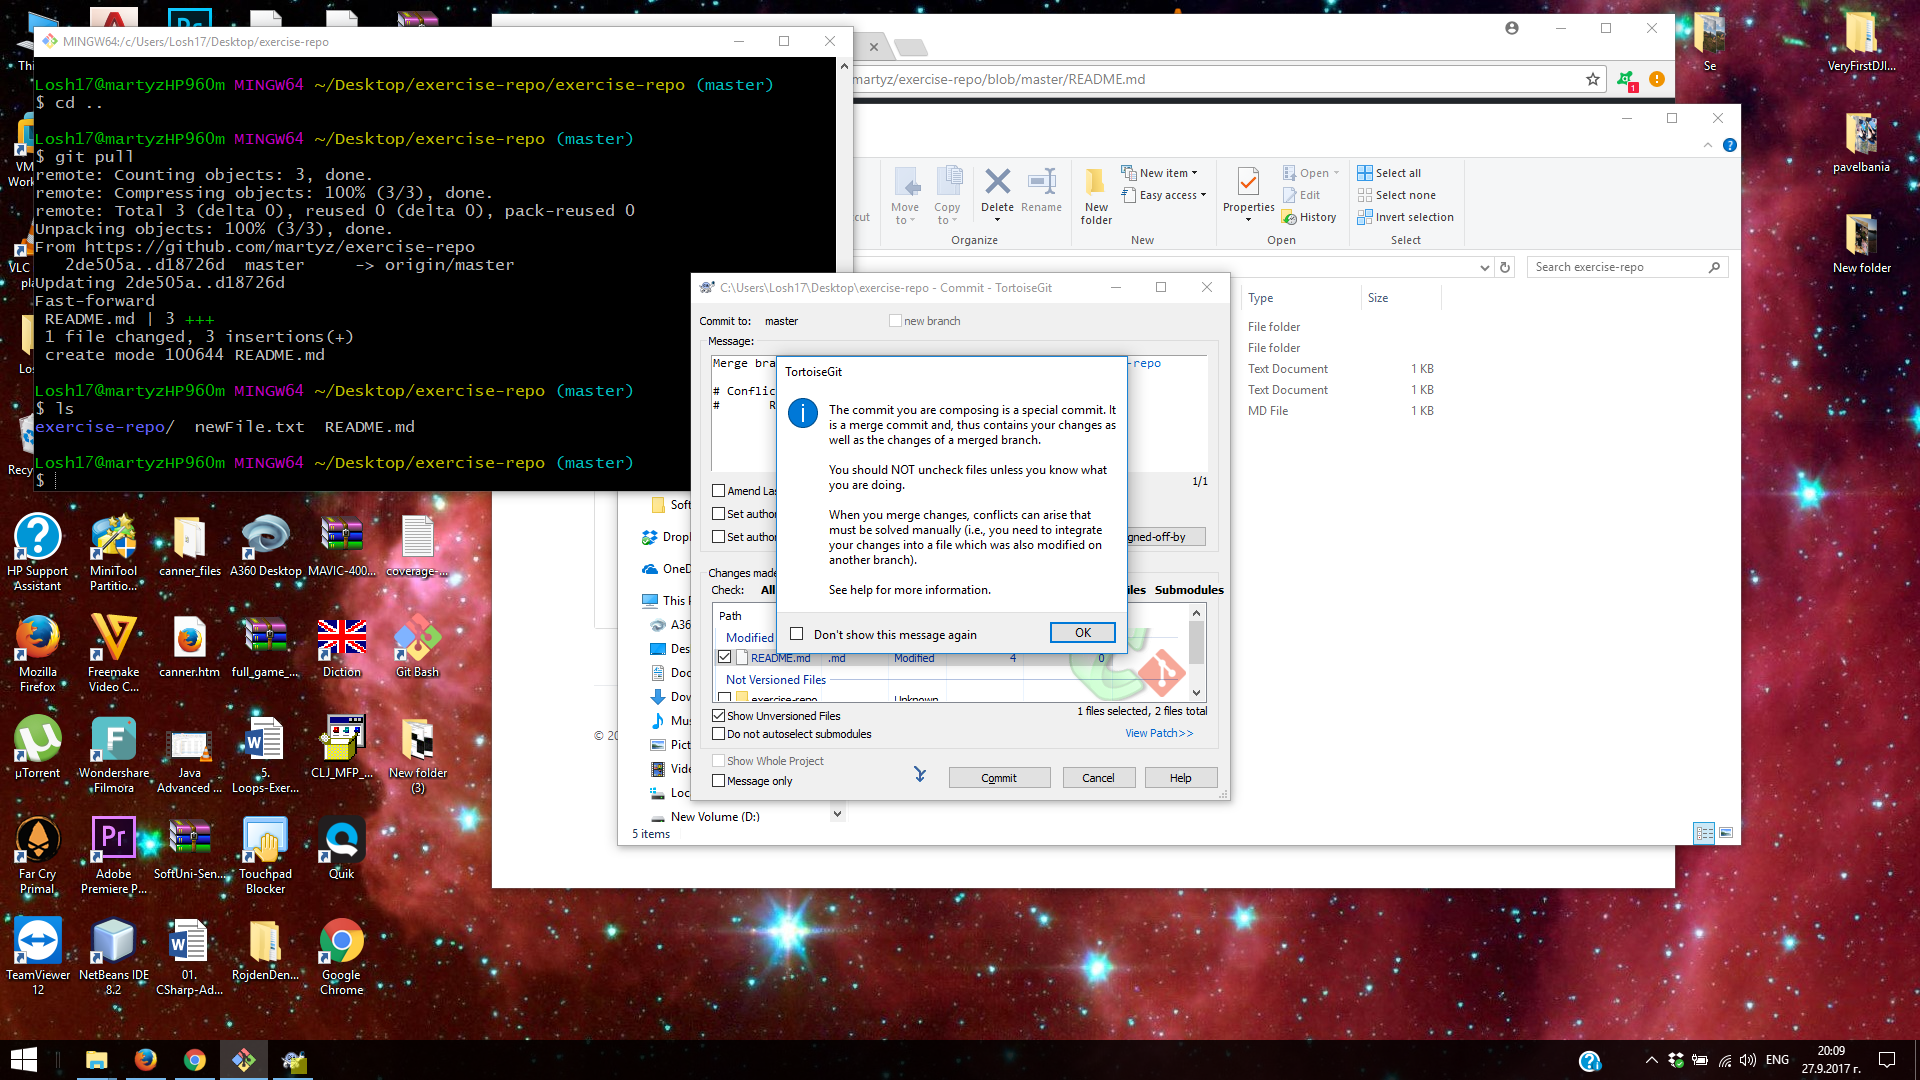 MINGW64:/c/Users/Losh17/Desktop/exercise-repo
Losh17@martyzHP960m MINGW64 ~/Desktop/exercise-repo/exercise-repo (master)
$ cd ..
Losh17@martyzHP960m MINGW64 ~/Desktop/exercise-repo (master)
$ git pull
remote: Counting objects: 3, done.
remote: Compressing objects: 100% (3/3), done.
remote: Total 3 (delta 0), reused 0 (delta 0), pack-reused 0
Unpacking objects: 100% (3/3), done.
From https://github.com/martyz/exercise-repo
2de505a..d18726d master -> origin/master
Updating 2de505a..d18726d
Fast-forward
README.md | 3 +++
1 file changed, 3 insertions(+)
create mode 100644 README.md
Losh17@martyzHP960m MINGW64 ~/Desktop/exercise-repo (master)
$ ls
exercise-repo/ newFile.txt README.md
Losh17@martyzHP960m MINGW64 ~/Desktop/exercise-repo (master)
$
martyz/exercise-repo/blob/master/README.md
1
Move to
Copy to
Delete
Rename
Organize
New folder
New item
Easy access
New
Properties
Open
Edit
History
Open
Select all
Select none
Invert selection
Select
Search exercise-repo
Type Size
File folder
File folder
Text Document 1 KB
Text Document 1 KB
MD File 1 KB
C:\Users\Losh17\Desktop\exercise-repo - Commit - TortoiseGit
Commit to: master
new branch
Message:
Merge bra
-repo
# Conflic
# R
1/1
Amend Las
Set author
Set author
gned-off-by
Changes made
Check: All
iles Submodules
Path
Modified
README.md .md Modified 4 0
Not Versioned Files
exercise-repo Unknown
Show Unversioned Files
1 files selected, 2 files total
Do not autoselect submodules
View Patch>>
Show Whole Project
Message only
Commit
Cancel
Help
TortoiseGit
The commit you are composing is a special commit. It
is a merge commit and, thus contains your changes as
well as the changes of a merged branch.
You should NOT uncheck files unless you know what
you are doing.
When you merge changes, conflicts can arise that
must be solved manually (i.e., you need to integrate
your changes into a file which was also modified on
another branch).
See help for more information.
Don't show this message again
OK
Soft
Dropl
OneD
This P
A36
Des
Doc
Dow
Mus
Pict
Vide
Loc
New Volume (D:)
5 items
© 20
Se
VeryFirstDJI...
pavelbania
New folder
HP Support Assistant
MiniTool Partitio...
canner_files
A360 Desktop
MAVIC-400...
coverage-...
Mozilla Firefox
Freemake Video C...
canner.htm
full_game_...
Diction
Git Bash
µTorrent
Wondershare Filmora
Java Advanced ...
5. Loops-Exer...
CLJ_MFP_...
New folder (3)
Far Cry Primal
Adobe Premiere P...
SoftUni-Sen...
Touchpad Blocker
Quik
TeamViewer 12
NetBeans IDE 8.2
01. CSharp-Ad...
RojdenDen...
Google Chrome
ENG
20:09
27.9.2017 г.